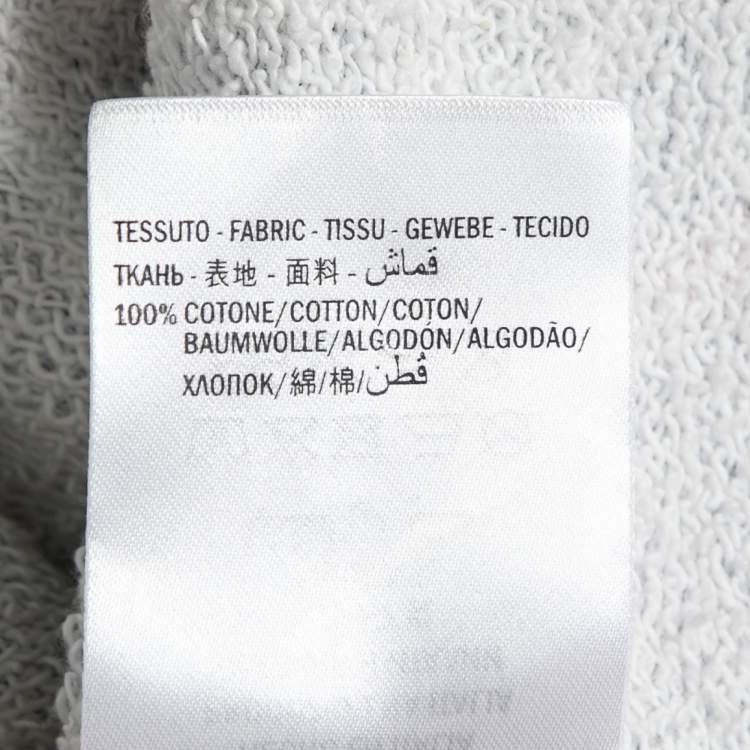 TESSUTO - FABRIC - TISSU - GEWEBE - TECIDO
ТКАНЬ - 表地 - 面料 - قماش
100% COTONE/COTTON/COTON/
BAUMWOLLE/ALGODÓN/ALGODÃO/
ХЛОПОК/綿/棉/قُطن